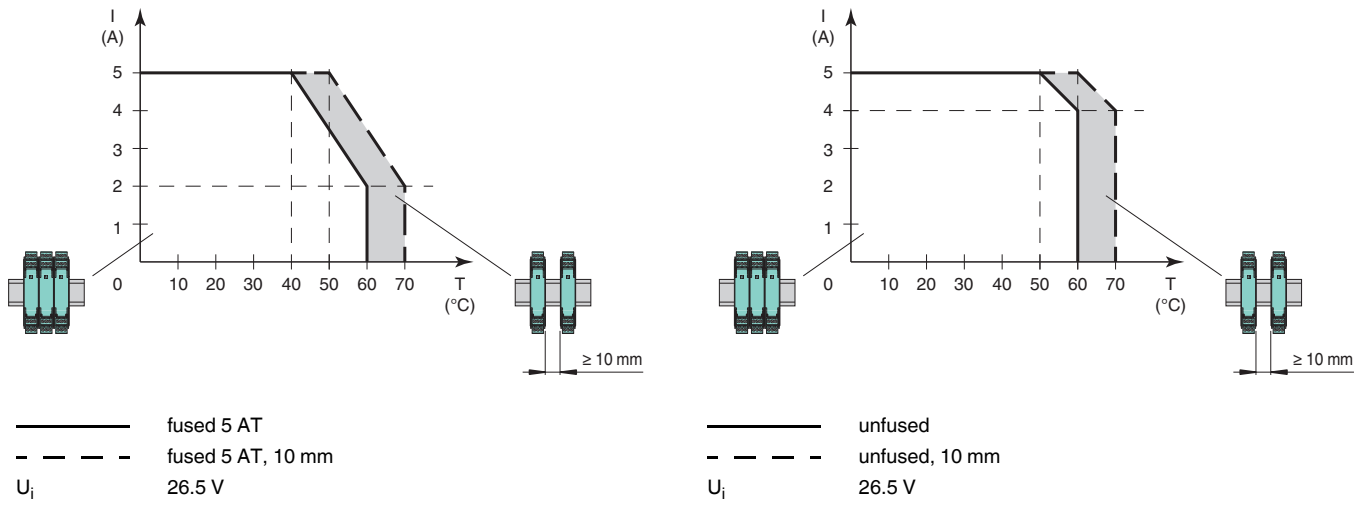 I
(A)
5
4
3
2
1
0
10 20 30 40 50 60 70
T
(°C)
≥ 10 mm
fused 5 AT
fused 5 AT, 10 mm
Ui 26.5 V
I
(A)
5
4
3
2
1
0
10 20 30 40 50 60 70
T
(°C)
≥ 10 mm
unfused
unfused, 10 mm
Ui 26.5 V